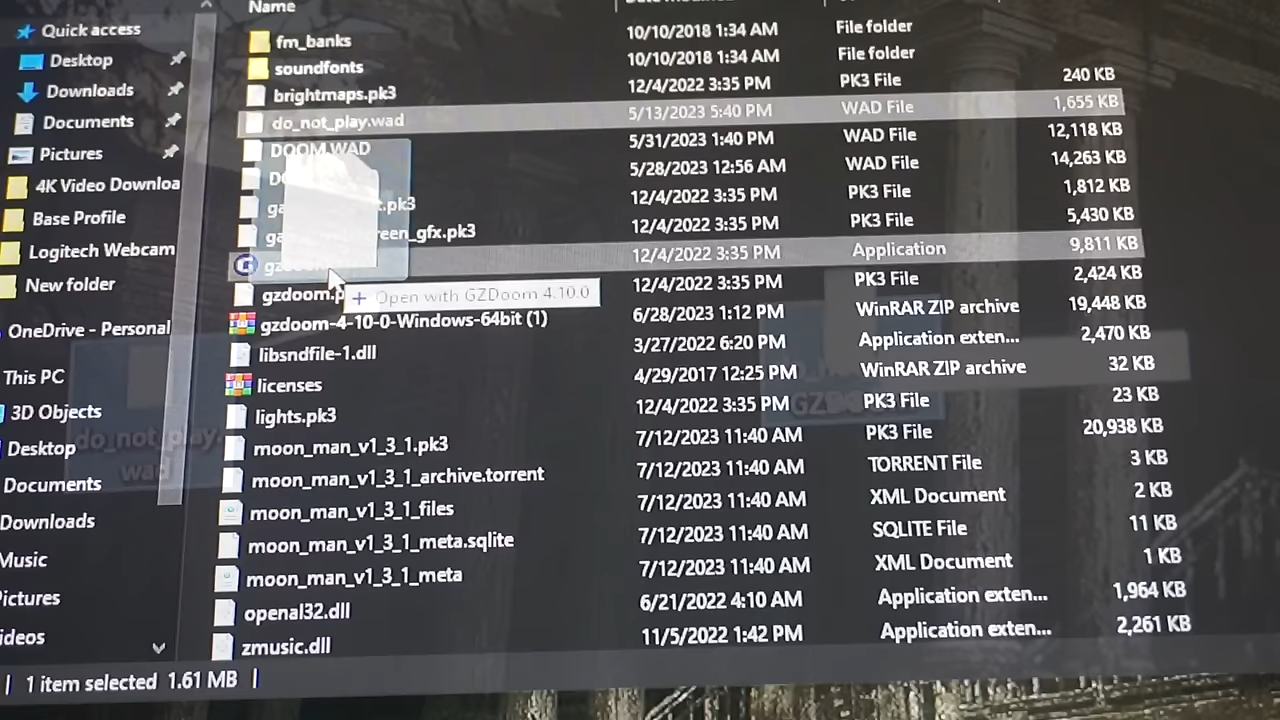 Name
Quick access
Desktop
Downloads
Documents
Pictures
4K Video Downloa
Base Profile
Logitech Webcam
New folder
OneDrive - Personal
This PC
3D Objects
Desktop
Documents
Downloads
Music
Pictures
ideos
fm_banks 10/10/2018 1:34 AM File folder
soundfonts 10/10/2018 1:34 AM File folder
brightmaps.pk3 12/4/2022 3:35 PM PK3 File 240 KB
do_not_play.wad 5/13/2023 5:40 PM WAD File 1,655 KB
DOOM.WAD 5/31/2023 1:40 PM WAD File 12,118 KB
5/28/2023 12:56 AM WAD File 14,263 KB
.pk3 12/4/2022 3:35 PM PK3 File 1,812 KB
reen_gfx.pk3 12/4/2022 3:35 PM PK3 File 5,430 KB
12/4/2022 3:35 PM Application 9,811 KB
gzdoom.p 12/4/2022 3:35 PM PK3 File 2,424 KB
+ Open with GZDoom 4.10.0
gzdoom-4-10-0-Windows-64bit (1) 6/28/2023 1:12 PM WinRAR ZIP archive 19,448 KB
libsndfile-1.dll 3/27/2022 6:20 PM Application exten... 2,470 KB
licenses 4/29/2017 12:25 PM WinRAR ZIP archive 32 KB
lights.pk3 12/4/2022 3:35 PM PK3 File 23 KB
moon_man_v1_3_1.pk3 7/12/2023 11:40 AM PK3 File 20,938 KB
moon_man_v1_3_1_archive.torrent 7/12/2023 11:40 AM TORRENT File 3 KB
moon_man_v1_3_1_files 7/12/2023 11:40 AM XML Document 2 KB
moon_man_v1_3_1_meta.sqlite 7/12/2023 11:40 AM SQLITE File 11 KB
moon_man_v1_3_1_meta 7/12/2023 11:40 AM XML Document 1 KB
openal32.dll 6/21/2022 4:10 AM Application exten... 1,964 KB
zmusic.dll 11/5/2022 1:42 PM Application exten... 2,261 KB
do_not_play.
wad
GZD
1 item selected 1.61 MB